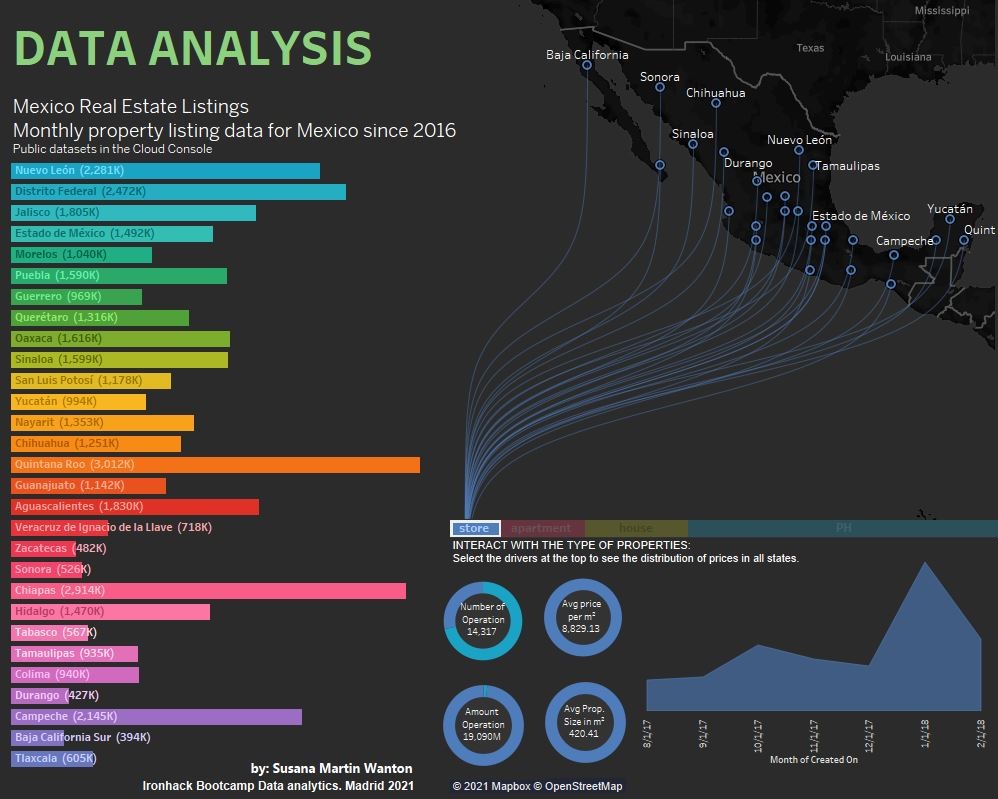 DATA ANALYSIS
Mexico Real Estate Listings
Monthly property listing data for Mexico since 2016
Public datasets in the Cloud Console
Nuevo León (2,281K)
Distrito Federal (2,472K)
Jalisco (1,805K)
Estado de México (1,492K)
Morelos (1,040K)
Puebla (1,590K)
Guerrero (969K)
Querétaro (1,316K)
Oaxaca (1,616K)
Sinaloa (1,599K)
San Luis Potosí (1,178K)
Yucatán (994K)
Nayarit (1,353K)
Chihuahua (1,251K)
Quintana Roo (3,012K)
Guanajuato (1,142K)
Aguascalientes (1,830K)
Veracruz de Ignacio de la Llave (718K)
Zacatecas (482K)
Sonora (526K)
Chiapas (2,914K)
Hidalgo (1,470K)
Tabasco (567K)
Tamaulipas (935K)
Colima (940K)
Durango (427K)
Campeche (2,145K)
Baja California Sur (394K)
Tlaxcala (605K)
by: Susana Martin Wanton
Ironhack Bootcamp Data analytics. Madrid 2021
Mississippi
Texas
Louisiana
Baja California
Sonora
Chihuahua
Sinaloa
Nuevo León
Durango
Tamaulipas
Mexico
Estado de México
Yucatán
Quint
Campeche
store apartment house PH
INTERACT WITH THE TYPE OF PROPERTIES:
Select the drivers at the top to see the distribution of prices in all states.
Number of
Operation
14,317
Avg price
per m²
8,829.13
Amount
Operation
19,090M
Avg Prop.
Size in m²
420.41
8/1/17
9/1/17
10/1/17
11/1/17
12/1/17
1/1/18
2/1/18
Month of Created On
© 2021 Mapbox © OpenStreetMap